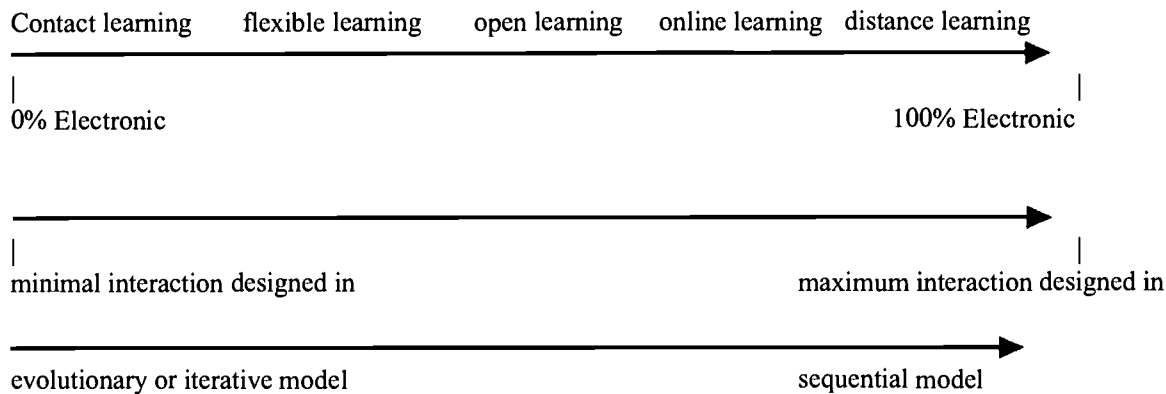 Contact learning flexible learning open learning online learning distance learning
0% Electronic 100% Electronic
minimal interaction designed in maximum interaction designed in
evolutionary or iterative model sequential model